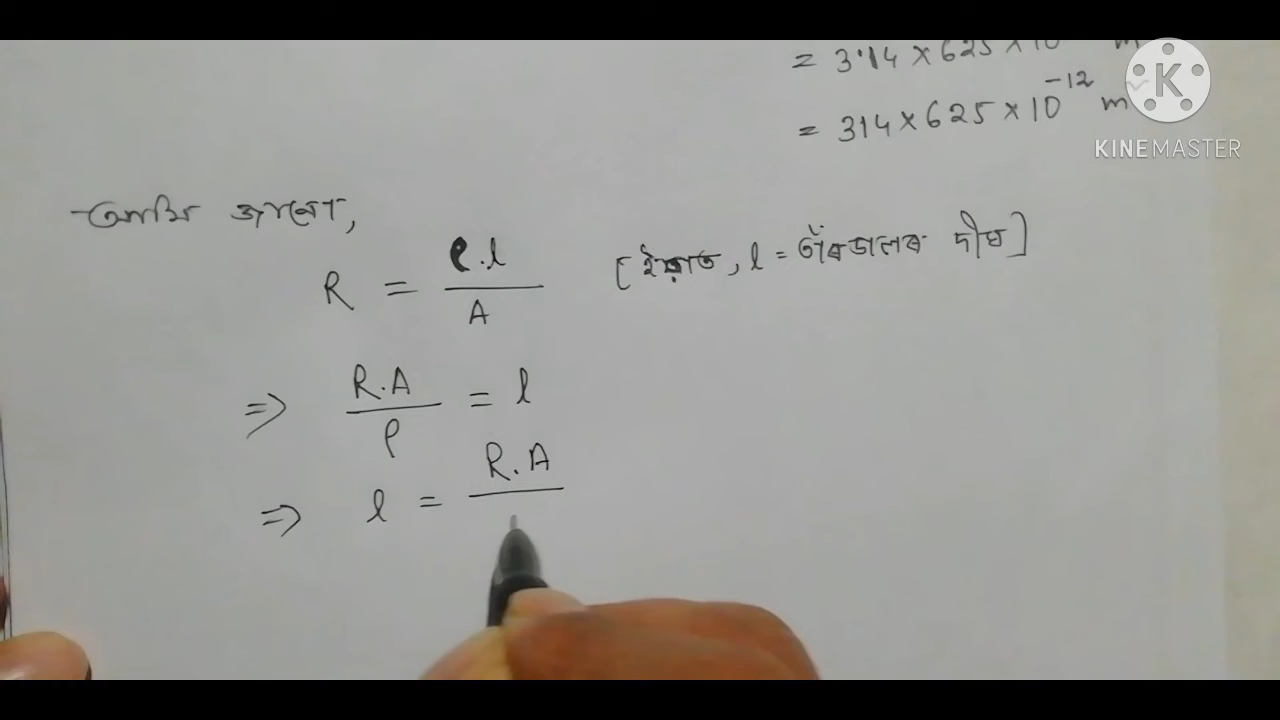 = 3.14 × 625 × 10
= 314 × 625 × 10⁻¹² m
KINEMASTER
আমি জানো,
R = ρ.l / A [ইয়াত, l = তাঁৰডালৰ দীঘ]
⇒ R.A / ρ = l
⇒ l = R.A /